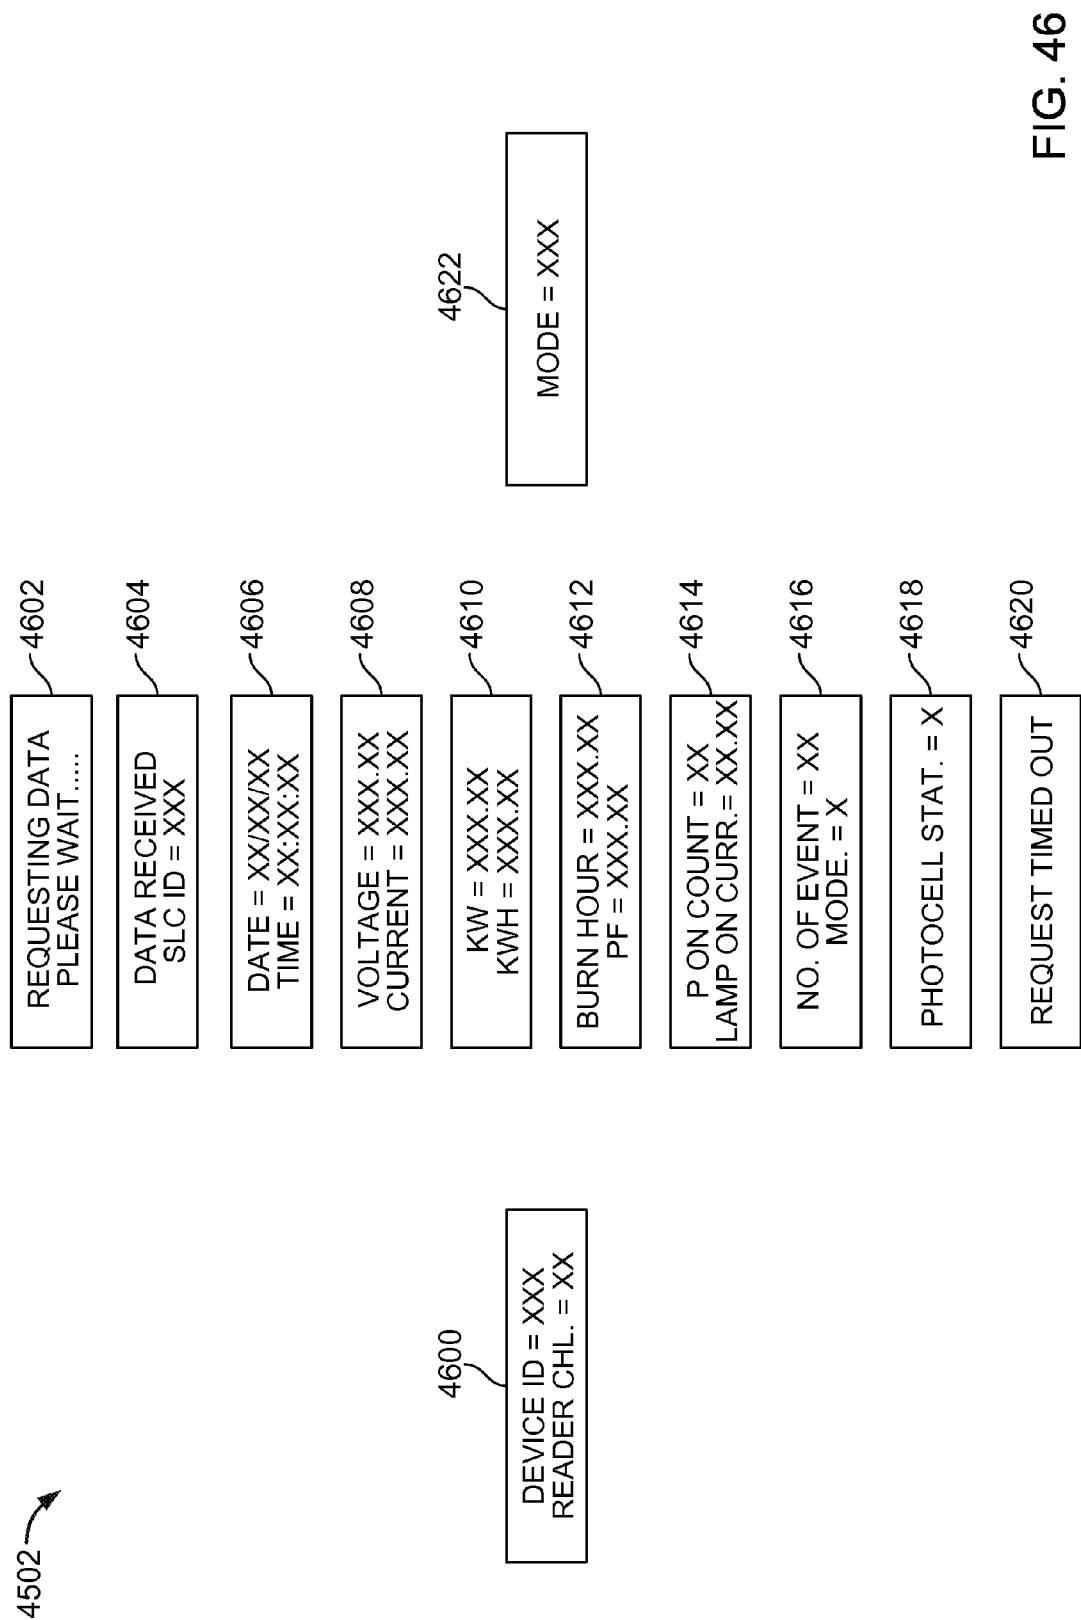 4502
4600
DEVICE ID = XXX
READER CHL. = XX
4602
REQUESTING DATA
PLEASE WAIT.....
4604
DATA RECEIVED
SLC ID = XXX
4606
DATE = XX/XX/XX
TIME = XX:XX:XX
4608
VOLTAGE = XXX.XX
CURRENT = XXX.XX
4610
KW = XXX.XX
KWH = XXX.XX
4612
BURN HOUR = XXX.XX
PF = XXX.XX
4614
P ON COUNT = XX
LAMP ON CURR.= XX.XX
4616
NO. OF EVENT = XX
MODE. = X
4618
PHOTOCELL STAT. = X
4620
REQUEST TIMED OUT
4622
MODE = XXX
FIG. 46